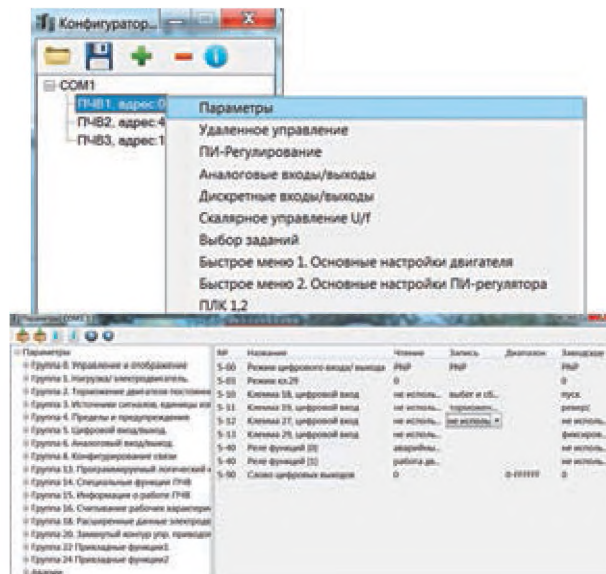 Конфигуратор...
COM1
ПЧВ1, адрес:0
ПЧВ2, адрес:4
ПЧВ3, адрес:1
Параметры
Удаленное управление
ПИ-Регулирование
Аналоговые входы/выходы
Дискретные входы/выходы
Скалярное управление U/f
Выбор заданий
Быстрое меню 1. Основные настройки двигателя
Быстрое меню 2. Основные настройки ПИ-регулятора
ПЛК 1,2
Параметры
Группа 0. Управление и отображение
Группа 1. Нагрузка/электродвигатель.
Группа 2. Торможение двигателя постоянн
Группа 3. Источники сигналов, единицы из
Группа 4. Пределы и предупреждения
Группа 5. Цифровой ввод/вывод.
Группа 6. Аналоговый ввод/вывод.
Группа 8. Конфигурирование связи
Группа 13. Программируемый логический к
Группа 14. Специальные функции ПЧВ
Группа 15. Информация о работе ПЧВ
Группа 16. Считывание рабочих характерис
Группа 18. Расширенные данные электродв
Группа 20. Замкнутый контур упр. приводом
Группа 22 Прикладные функции1
Группа 24 Прикладные функции2
Аварии
№ Название Чтение Запись Диапазон Заводское
5-00 Режим цифрового входа/выхода PNP PNP PNP
5-03 Режим кл.29 0 0
5-10 Клемма 18, цифровой вход не исполь... выбег и сб... пуск
5-11 Клемма 19, цифровой вход не исполь... торможен... реверс
5-12 Клемма 27, цифровой вход не исполь... не исполь не исполь.
5-13 Клемма 29, цифровой вход не исполь... фиксиров.
5-40 Реле функций [0] аварийны... не исполь.
5-40 Реле функций [1] работа дв... не исполь.
5-90 Слово цифровых выходов 0 0-FFFFFF 0